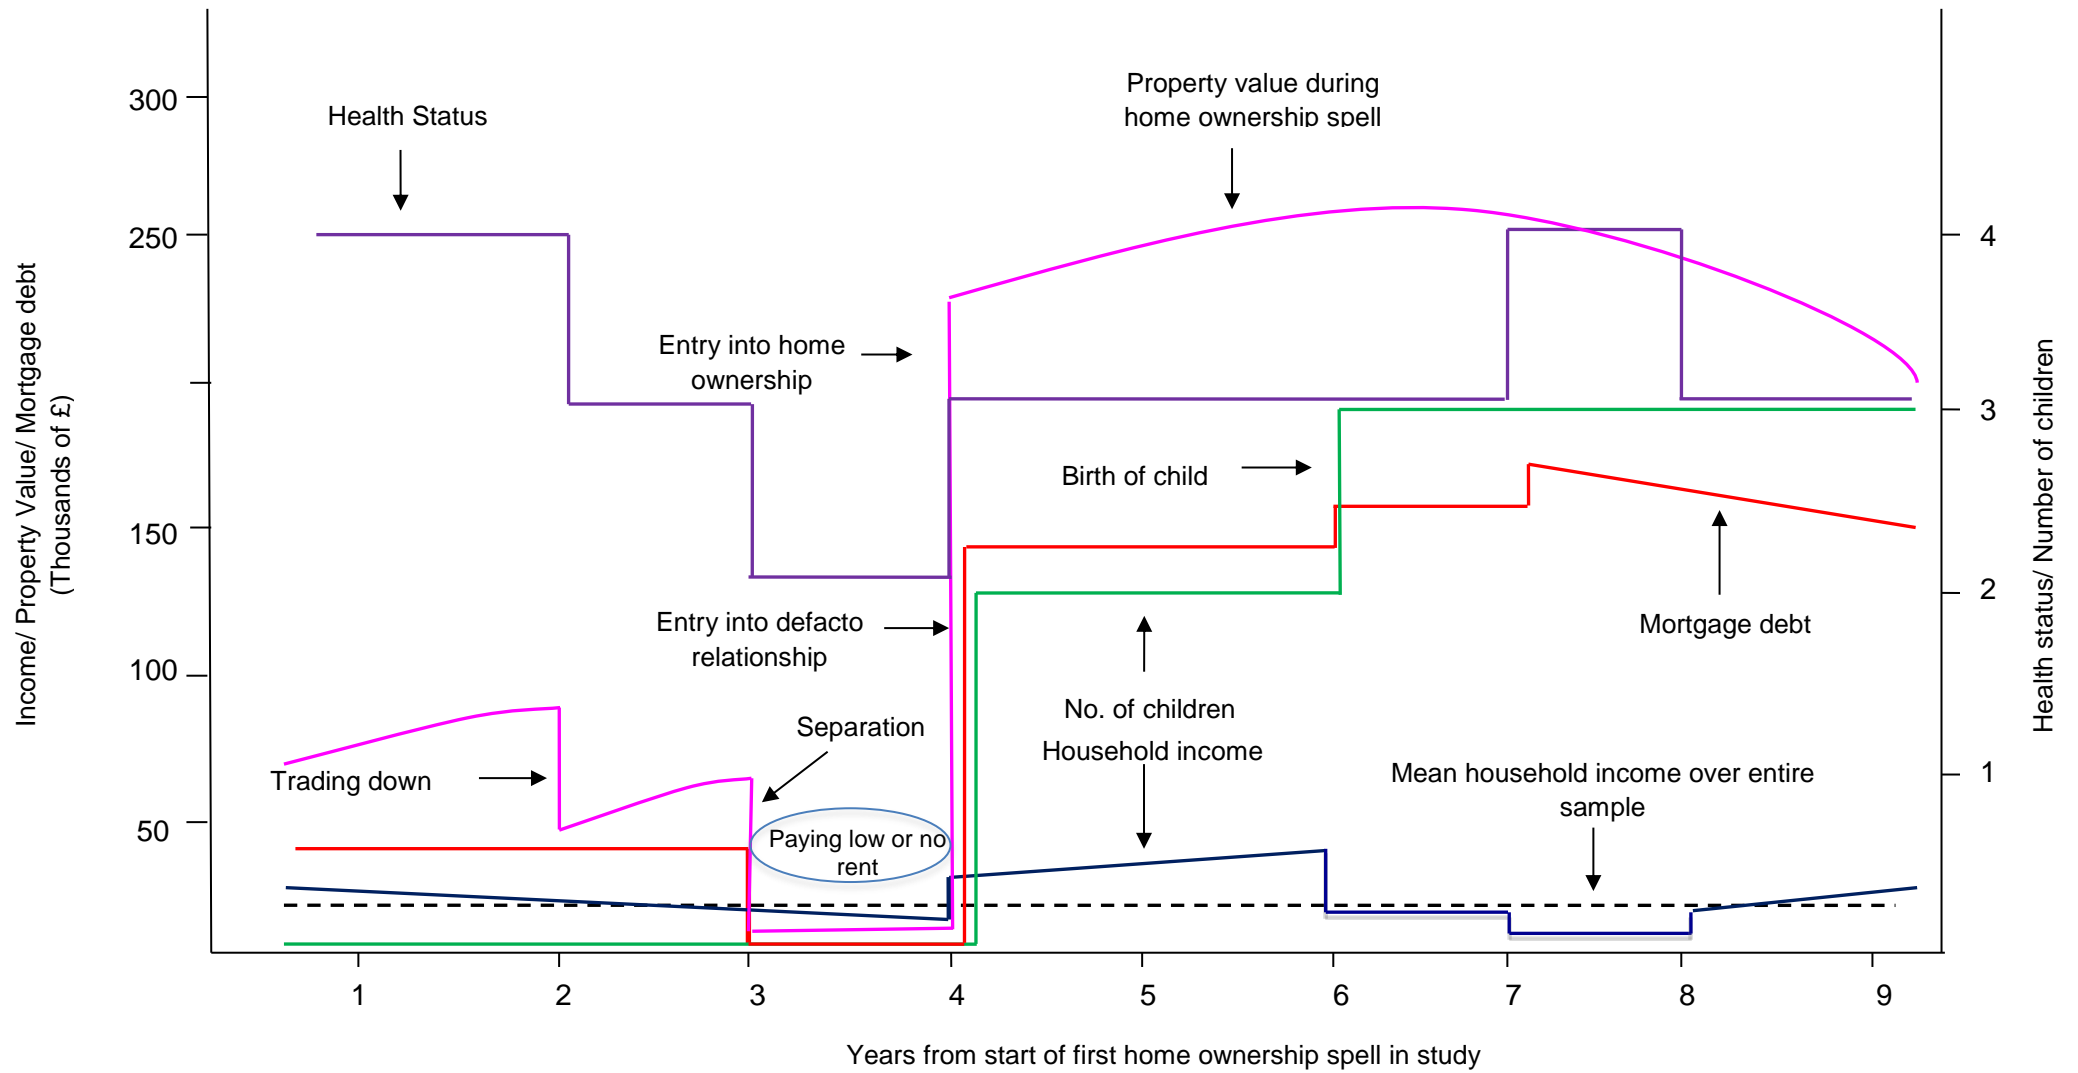 Property value during
home ownership spell
300
Health Status
250
4
Entry into home
ownership
3
Birth of child
150
2
Entry into defacto
relationship
Mortgage debt
100
No. of children
Separation
Household income
Trading down
Mean household income over entire
sample
1
50
Paying low or no
rent
1 2 3 4 5 6 7 8 9
Years from start of first home ownership spell in study
Income/ Property Value/ Mortgage debt
(Thousands of £)
Health status/ Number of children